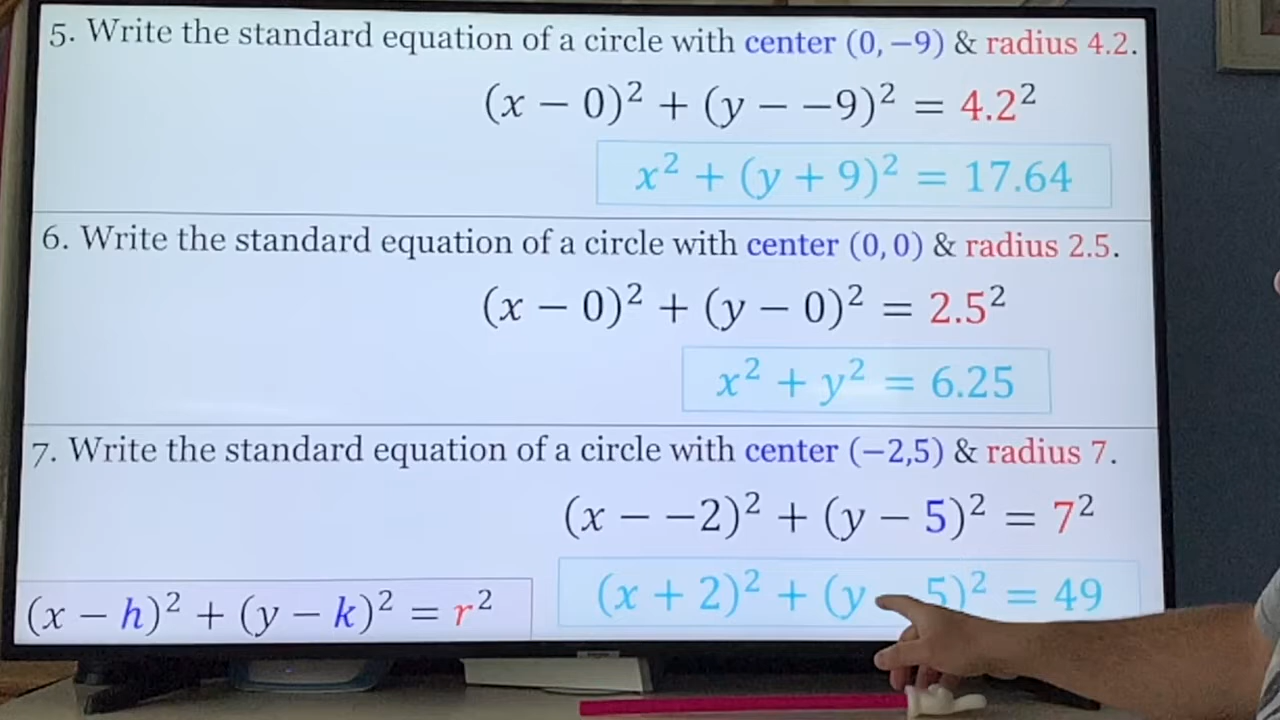 5. Write the standard equation of a circle with center (0, −9) & radius 4.2.
(x − 0)² + (y − −9)² = 4.2²
x² + (y + 9)² = 17.64
6. Write the standard equation of a circle with center (0, 0) & radius 2.5.
(x − 0)² + (y − 0)² = 2.5²
x² + y² = 6.25
7. Write the standard equation of a circle with center (−2,5) & radius 7.
(x − −2)² + (y − 5)² = 7²
(x + 2)² + (y 5)² = 49
(x − h)² + (y − k)² = r²